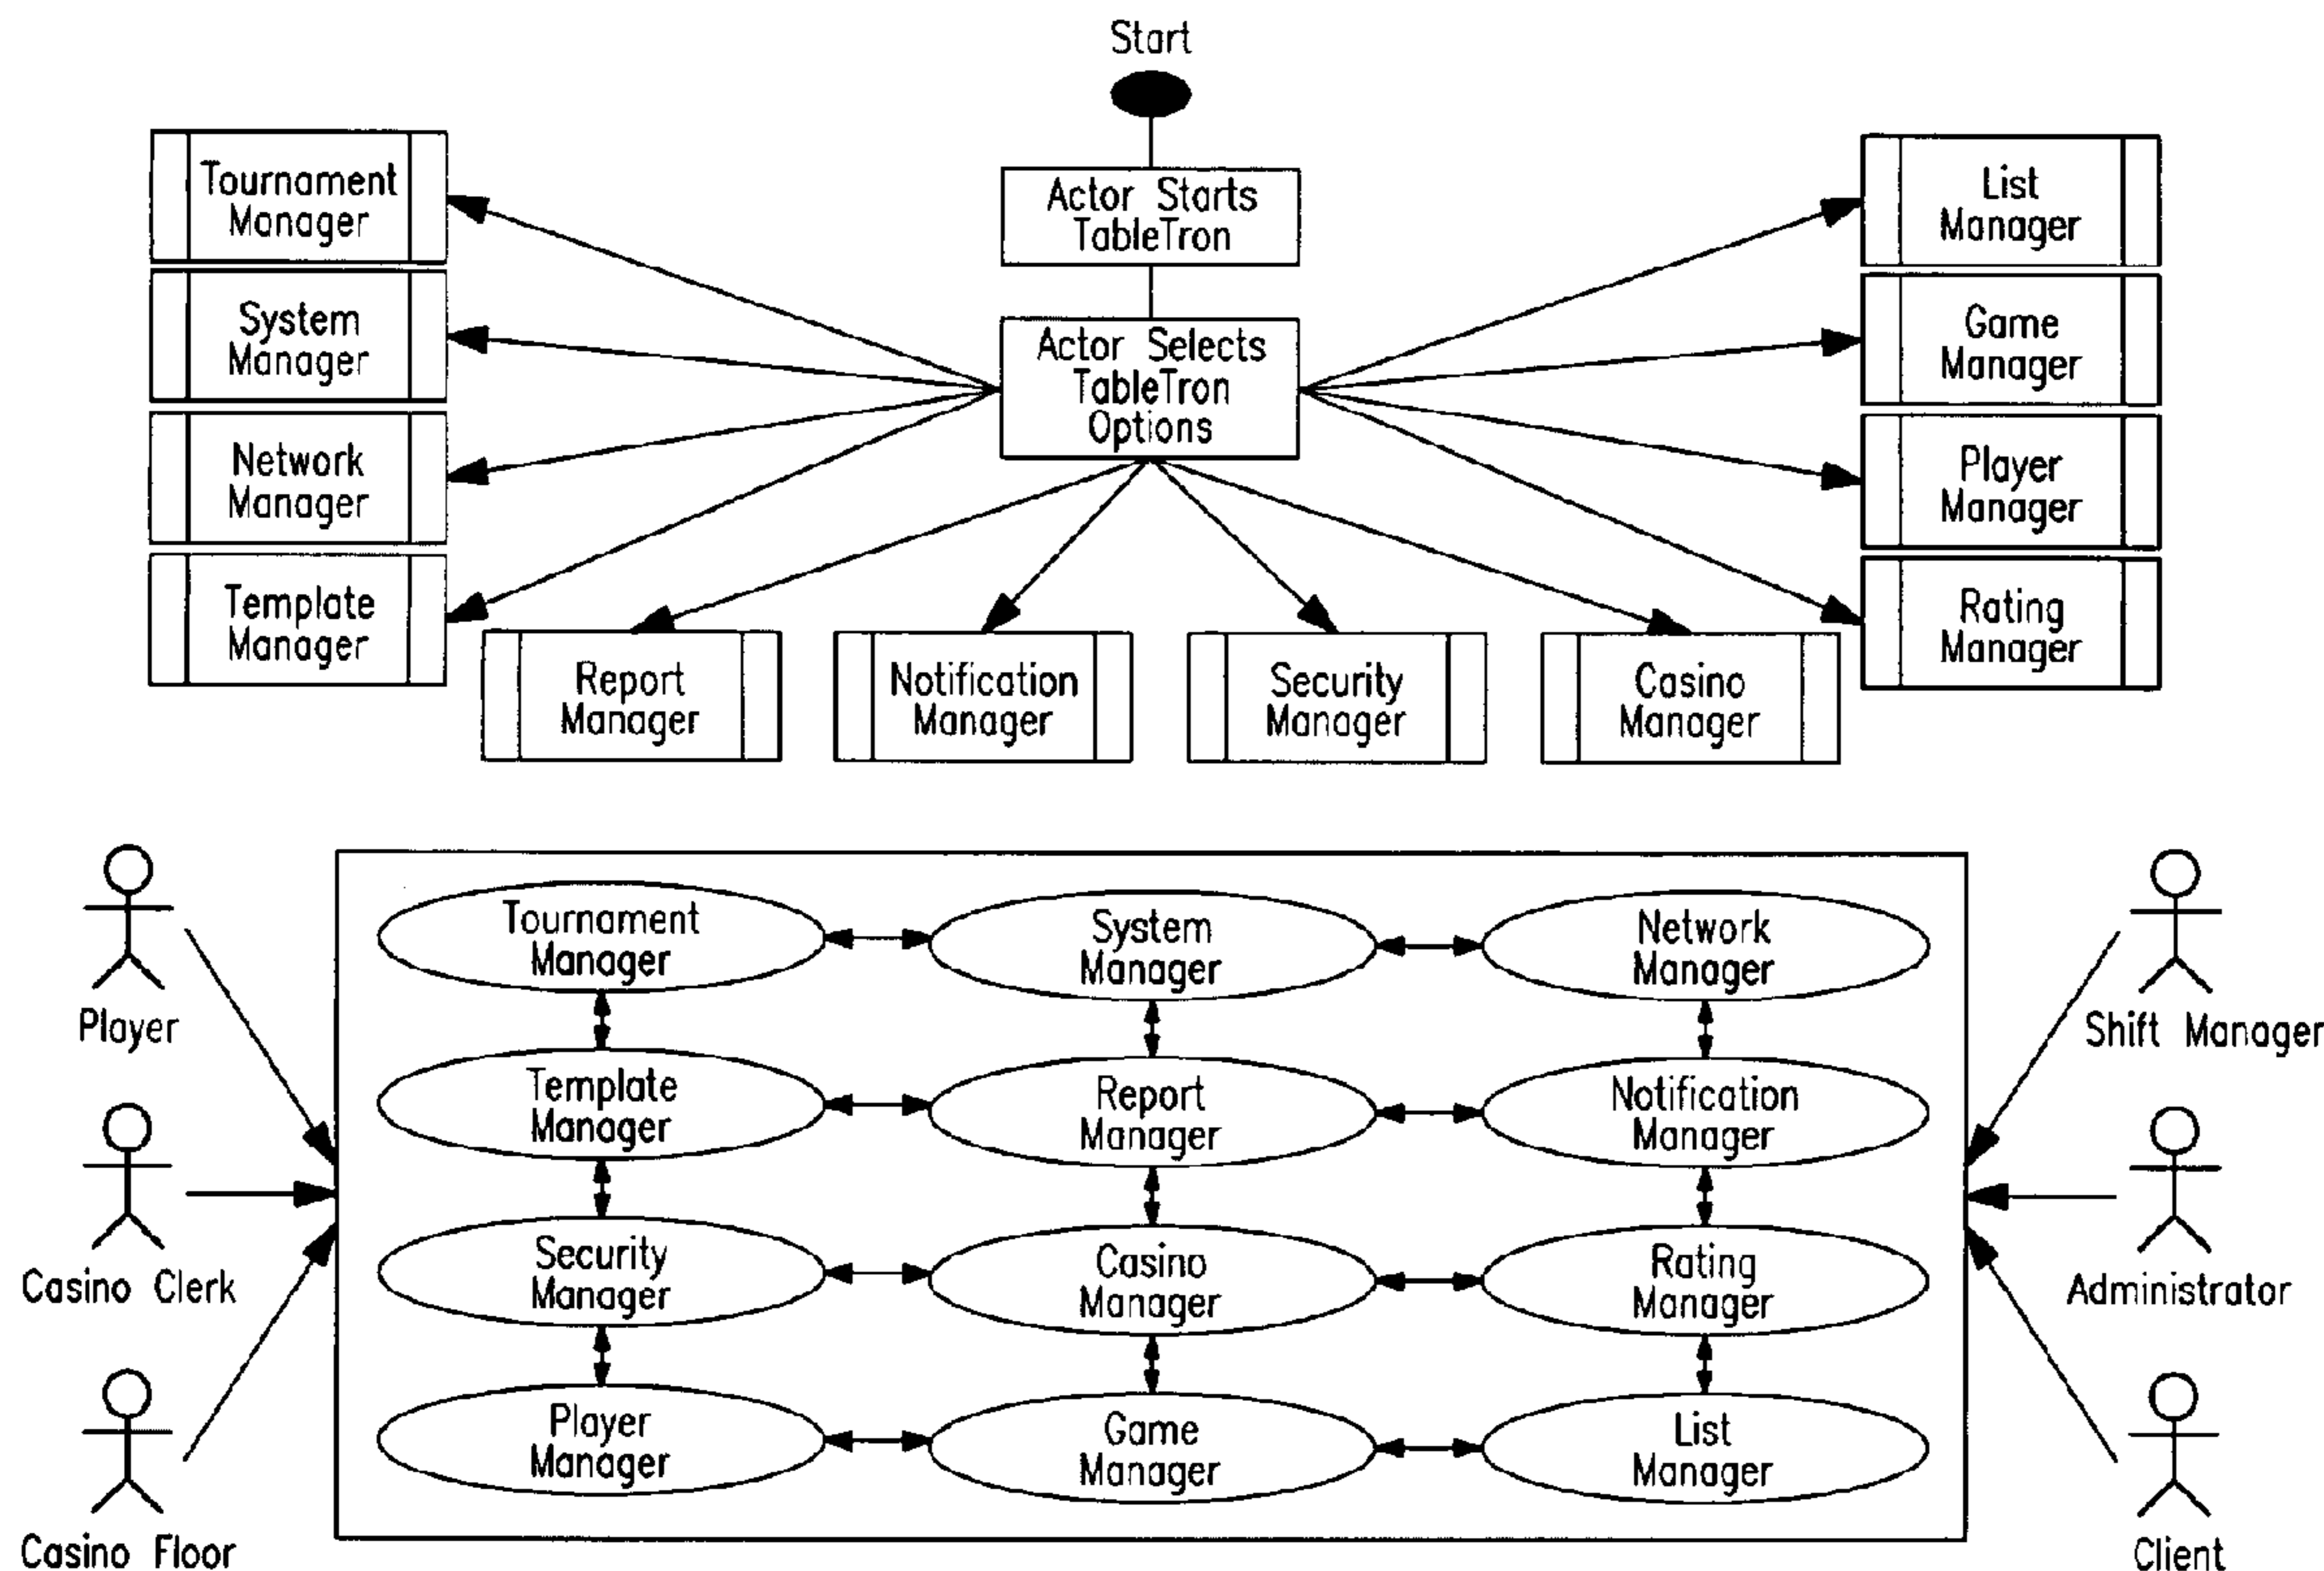 Start
Actor Starts
TableTron
Actor Selects
TableTron
Options
Tournament
Manager
System
Manager
Network
Manager
Template
Manager
Report
Manager
Notification
Manager
Security
Manager
Casino
Manager
List
Manager
Game
Manager
Player
Manager
Rating
Manager
Player
Casino Clerk
Casino Floor
Tournament
Manager
System
Manager
Network
Manager
Template
Manager
Report
Manager
Notification
Manager
Security
Manager
Casino
Manager
Rating
Manager
Player
Manager
Game
Manager
List
Manager
Shift Manager
Administrator
Client